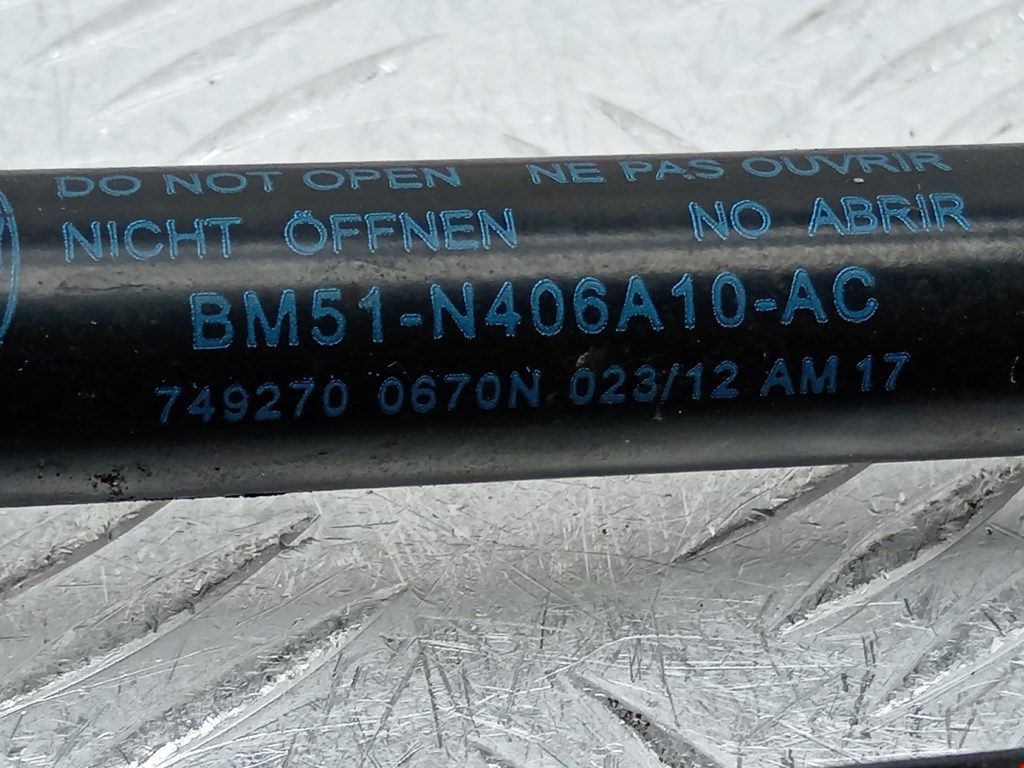 DO NOT OPEN NE PAS OUVRIR
NICHT ÖFFNEN NO ABRIR
BM51-N406A10-AC
749270 0670N 023/12 AM 17